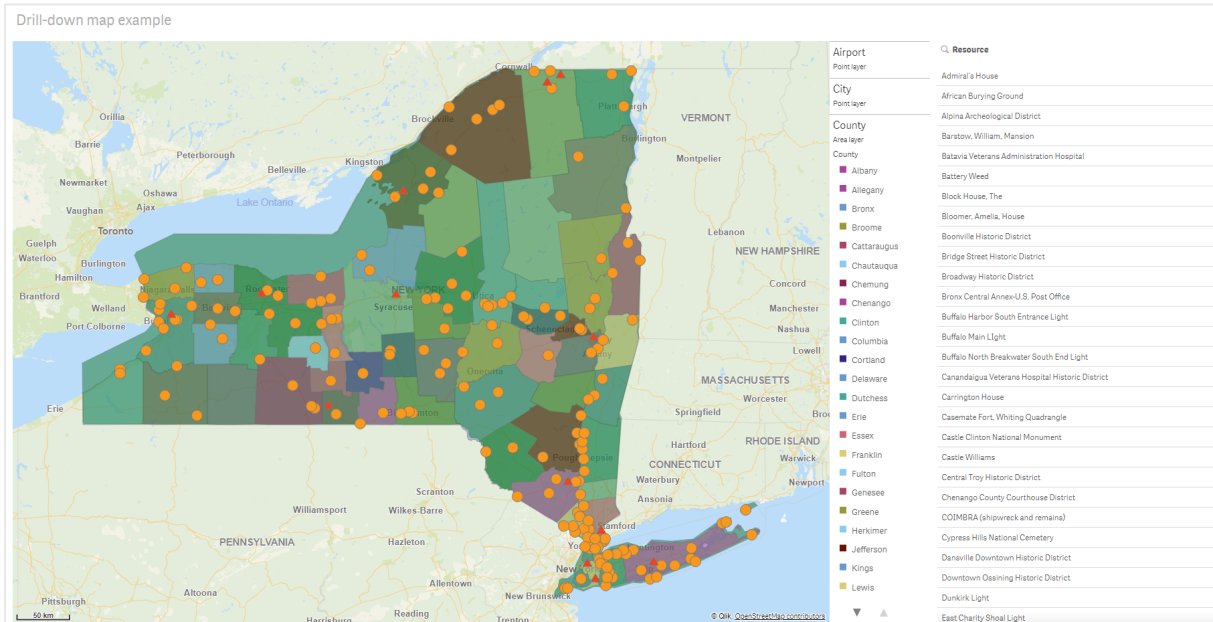 Drill-down map example
Cornwall
Orillia
Brockville
Plattsburgh
VERMONT
Barrie
Burlington
Peterborough
Kingston
Montpelier
Belleville
Newmarket
Oshawa
Lake Ontario
Vaughan
Ajax
Toronto
Lebanon
Guelph
NEW HAMPSHIRE
Waterloo
Burlington
Hamilton
Concord
NEW YORK
Brantford
Welland
Syracuse
Utica
Manchester
Port Colborne
Schenectady
Nashua
Lowell
Oneonta
MASSACHUSETTS
Worcester
Erie
Springfield
Hartford
RHODE ISLAND
Poughkeepsie
CONNECTICUT
Warwick
Waterbury
Newport
Scranton
Ansonia
Williamsport
Wilkes-Barre
Stamford
PENNSYLVANIA
Hazleton
Allentown
New Brunswick
Altoona
Pittsburgh
Reading
Harrisburg
Trenton
50 km
© Qlik, OpenStreetMap contributors
Airport
Point layer
City
Point layer
County
Area layer
County
Albany
Allegany
Bronx
Broome
Cattaraugus
Chautauqua
Chemung
Chenango
Clinton
Columbia
Cortland
Delaware
Dutchess
Erie
Essex
Franklin
Fulton
Genesee
Greene
Herkimer
Jefferson
Kings
Lewis
Resource
Admiral's House
African Burying Ground
Alpina Archeological District
Barstow, William, Mansion
Batavia Veterans Administration Hospital
Battery Weed
Block House, The
Bloomer, Amelia, House
Boonville Historic District
Bridge Street Historic District
Broadway Historic District
Bronx Central Annex-U.S. Post Office
Buffalo Harbor South Entrance Light
Buffalo Main LIght
Buffalo North Breakwater South End Light
Canandaigua Veterans Hospital Historic District
Carrington House
Casemate Fort, Whiting Quadrangle
Castle Clinton National Monument
Castle Williams
Central Troy Historic District
Chenango County Courthouse District
COIMBRA (shipwreck and remains)
Cypress Hills National Cemetery
Dansville Downtown Historic District
Downtown Ossining Historic District
Dunkirk Light
East Charity Shoal Light